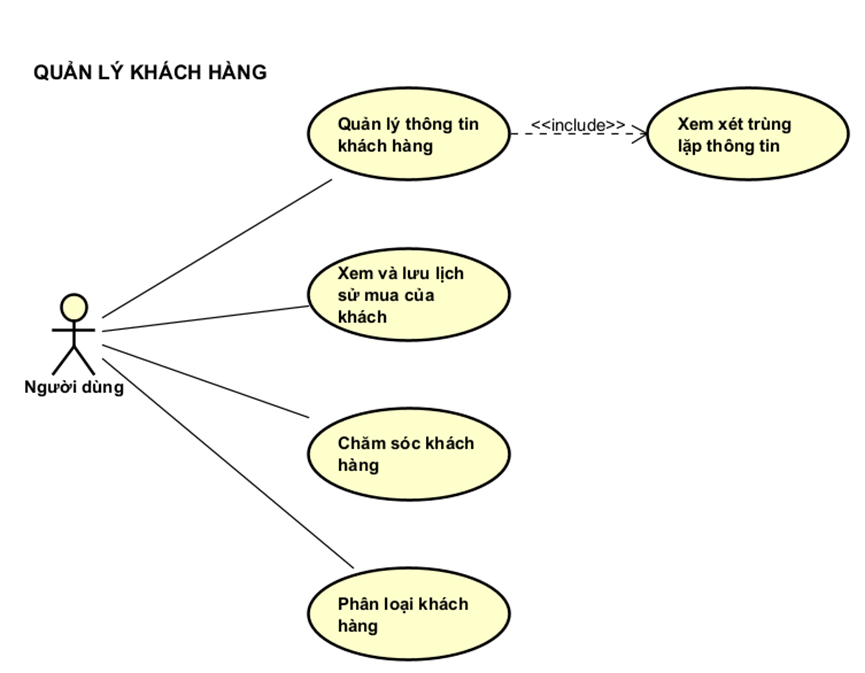 QUẢN LÝ KHÁCH HÀNG
Quản lý thông tin
khách hàng
<<include>>
Xem xét trùng
lặp thông tin
Xem và lưu lịch
sử mua của
khách
Người dùng
Chăm sóc khách
hàng
Phân loại khách
hàng